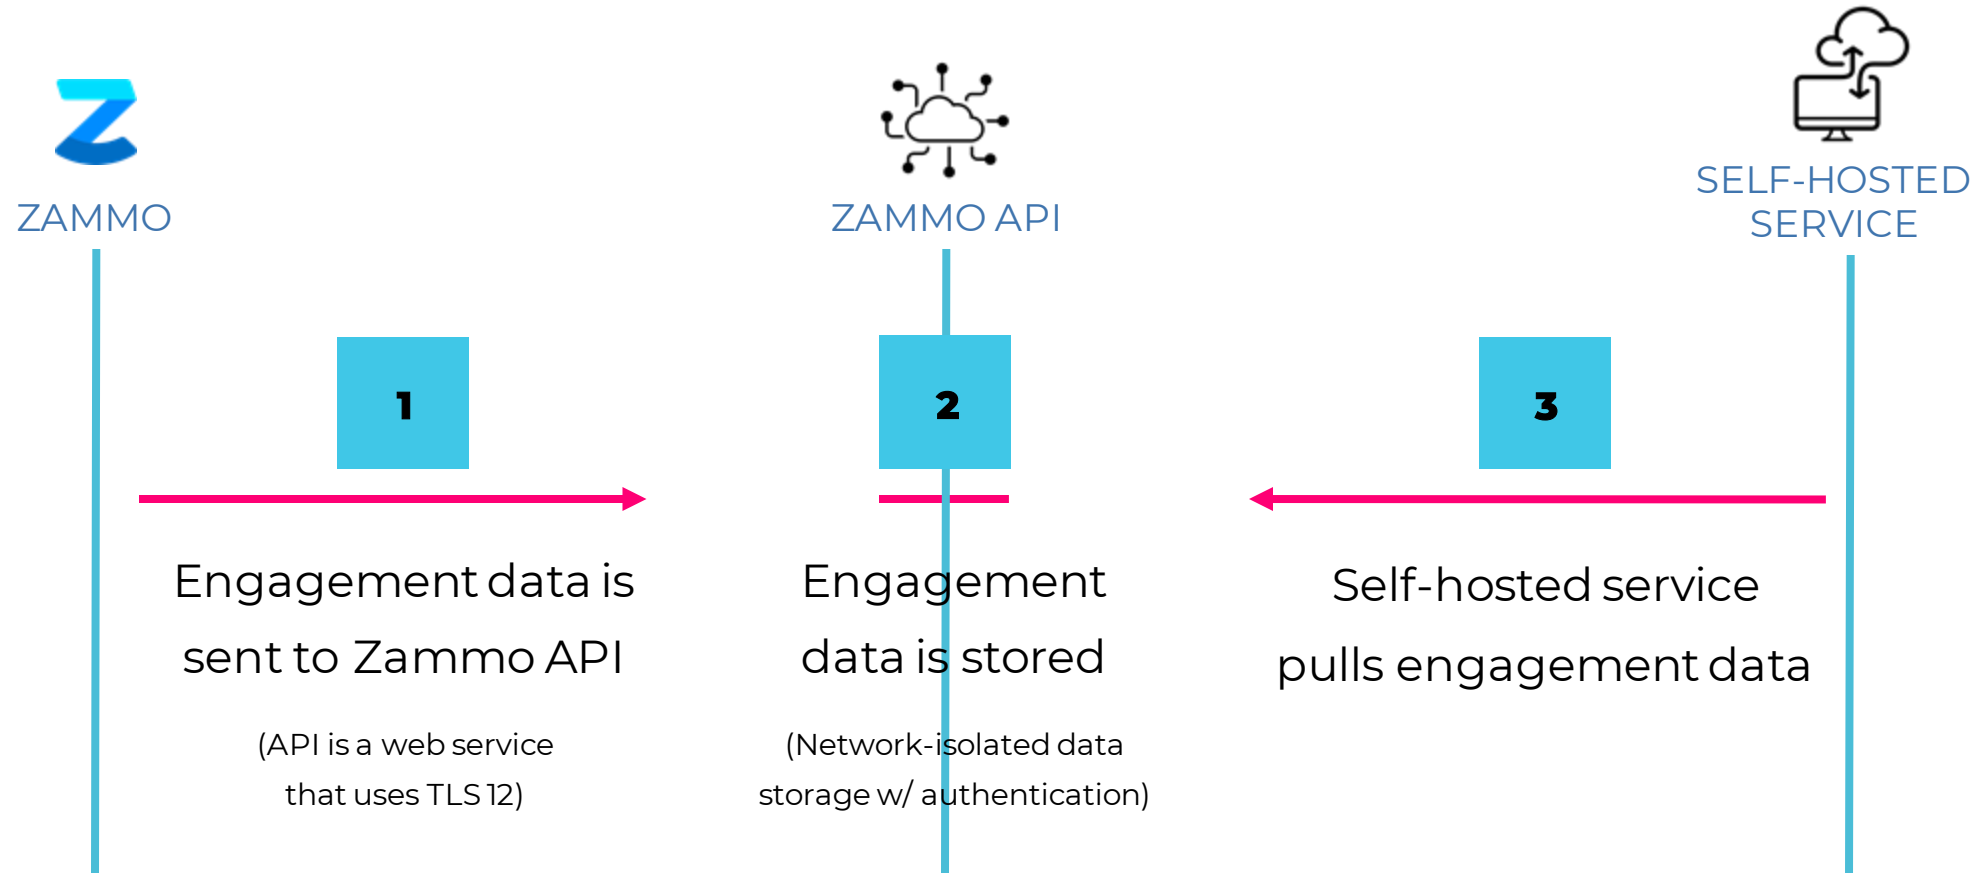 ZAMMO
ZAMMO API
SELF-HOSTED
SERVICE
1
2
3
Engagement data is
sent to Zammo API
(API is a web service
that uses TLS 12)
Engagement
data is stored
(Network-isolated data
storage w/ authentication)
Self-hosted service
pulls engagement data